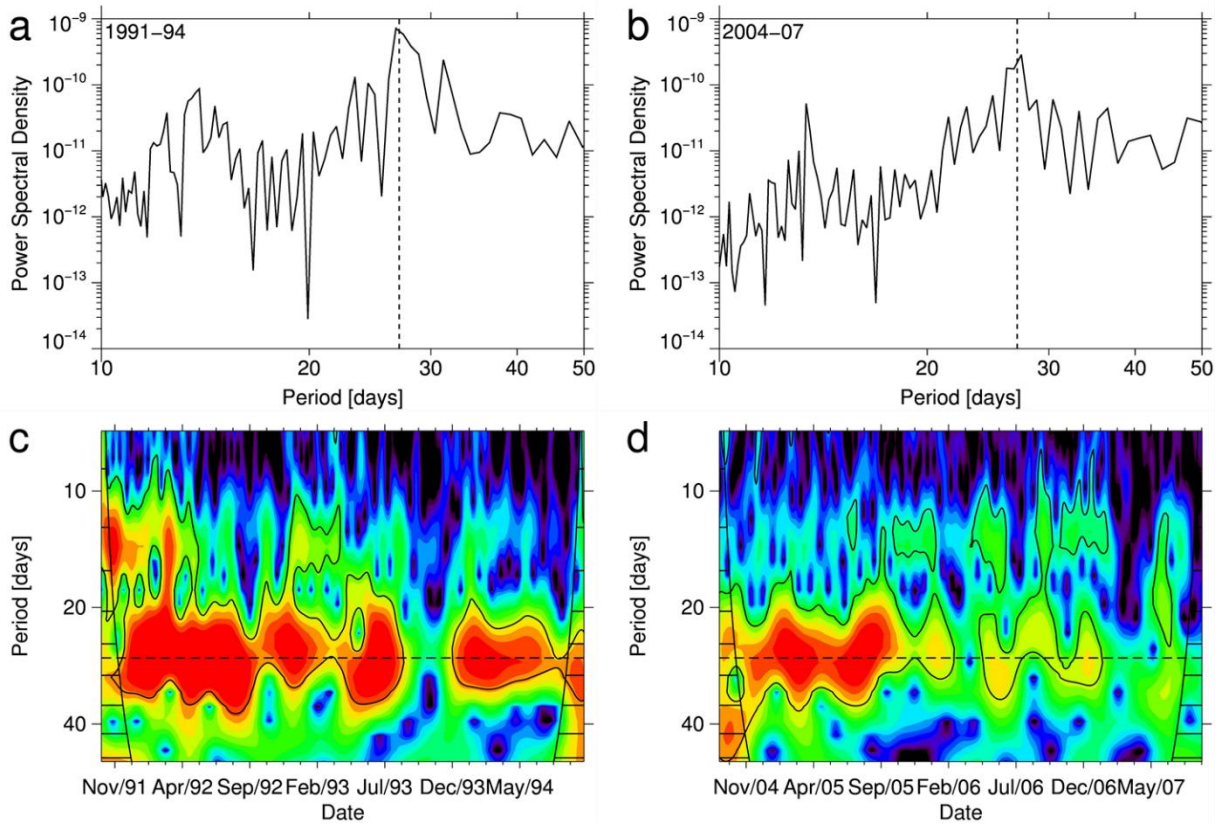 a
1991–94
Power Spectral Density
10⁻⁹
10⁻¹⁰
10⁻¹¹
10⁻¹²
10⁻¹³
10⁻¹⁴
10 20 30 40 50
Period [days]
b
2004–07
Power Spectral Density
10⁻⁹
10⁻¹⁰
10⁻¹¹
10⁻¹²
10⁻¹³
10⁻¹⁴
10 20 30 40 50
Period [days]
c
Period [days]
10
20
40
Nov/91 Apr/92 Sep/92 Feb/93 Jul/93 Dec/93 May/94
Date
d
Period [days]
10
20
40
Nov/04 Apr/05 Sep/05 Feb/06 Jul/06 Dec/06 May/07
Date